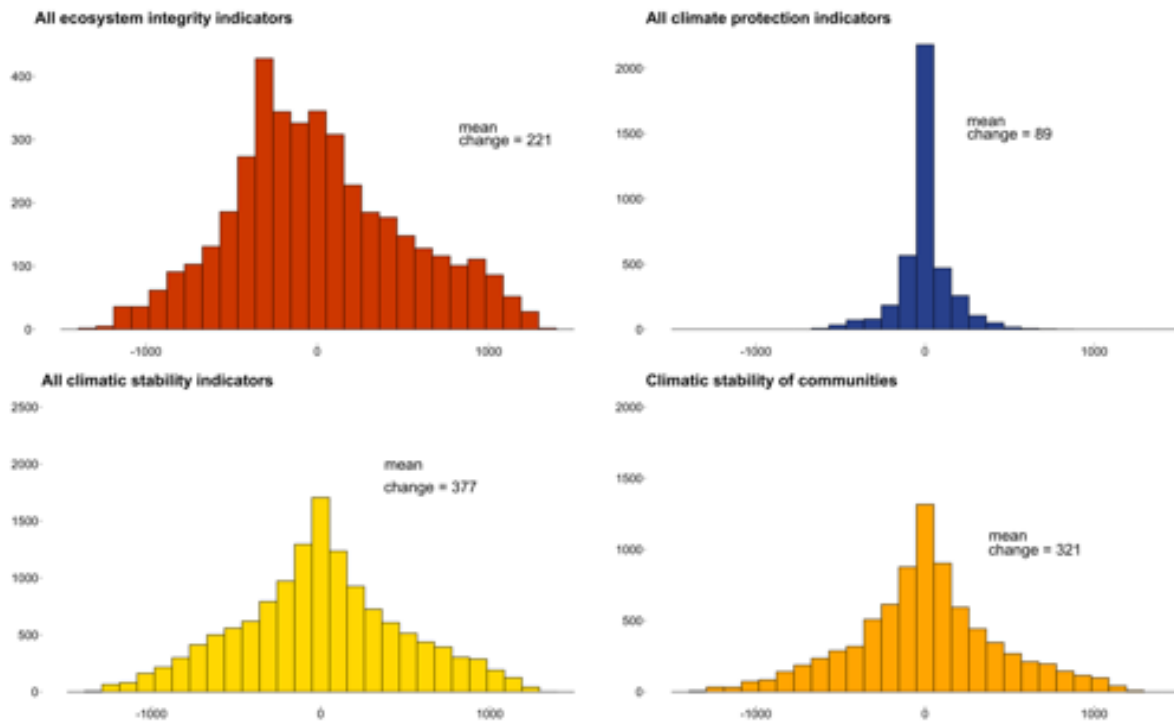 All ecosystem integrity indicators
400
300
200
100
0
mean
change = 221
-1000
0
1000
All climate protection indicators
2000
1500
1000
500
0
mean
change = 89
-1000
0
1000
All climatic stability indicators
2500
2000
1500
1000
500
0
mean
change = 377
-1000
0
1000
Climatic stability of communities
2000
1500
1000
500
0
mean
change = 321
-1000
0
1000